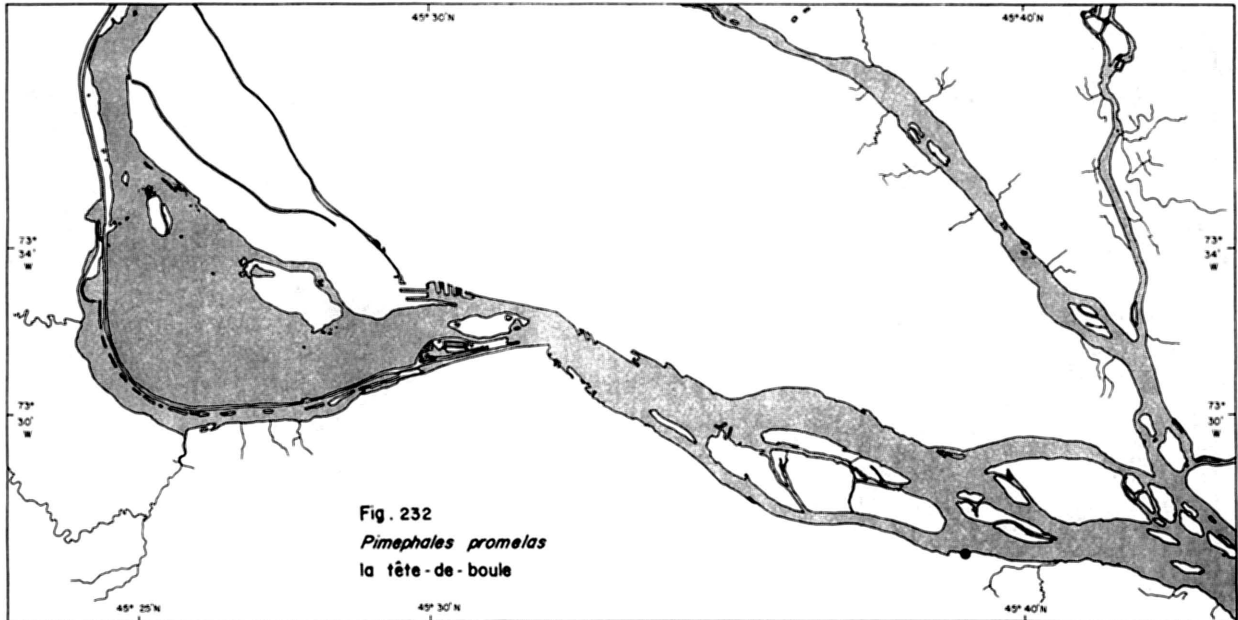 45° 30' N
45° 40' N
73°
34'
W
73°
34'
W
73°
30'
W
73°
30'
W
Fig. 232
Pimephales promelas
la tête-de-boule
45° 25' N
45° 30' N
45° 40' N